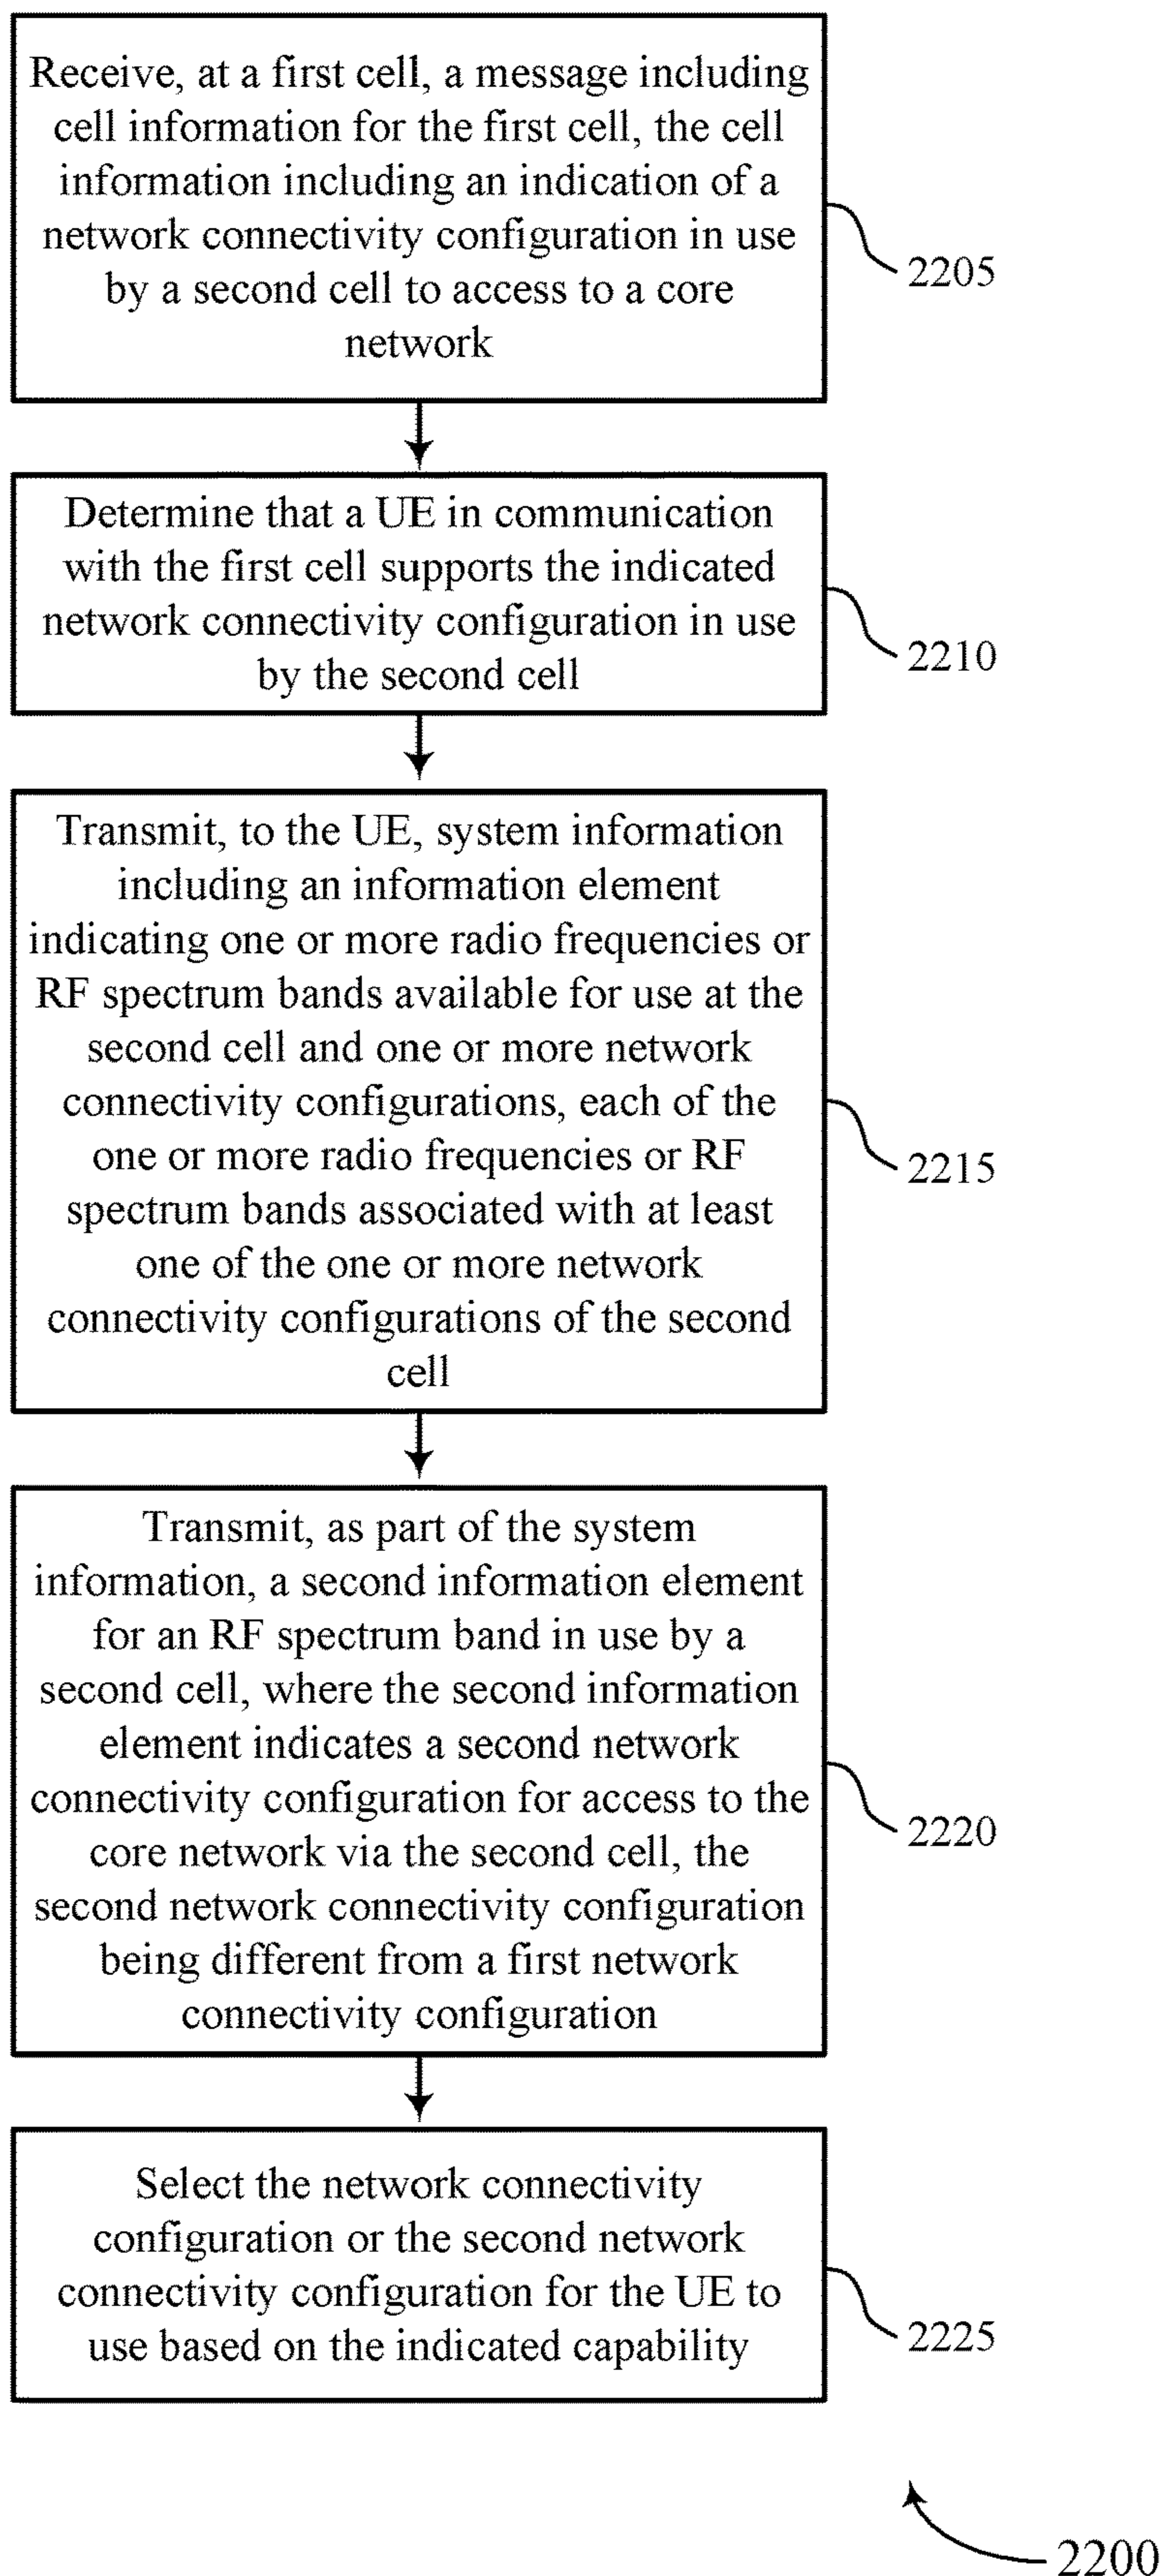 Receive, at a first cell, a message including
cell information for the first cell, the cell
information including an indication of a
network connectivity configuration in use
by a second cell to access to a core
network
2205
Determine that a UE in communication
with the first cell supports the indicated
network connectivity configuration in use
by the second cell
2210
Transmit, to the UE, system information
including an information element
indicating one or more radio frequencies or
RF spectrum bands available for use at the
second cell and one or more network
connectivity configurations, each of the
one or more radio frequencies or RF
spectrum bands associated with at least
one of the one or more network
connectivity configurations of the second
cell
2215
Transmit, as part of the system
information, a second information element
for an RF spectrum band in use by a
second cell, where the second information
element indicates a second network
connectivity configuration for access to the
core network via the second cell, the
second network connectivity configuration
being different from a first network
connectivity configuration
2220
Select the network connectivity
configuration or the second network
connectivity configuration for the UE to
use based on the indicated capability
2225
2200